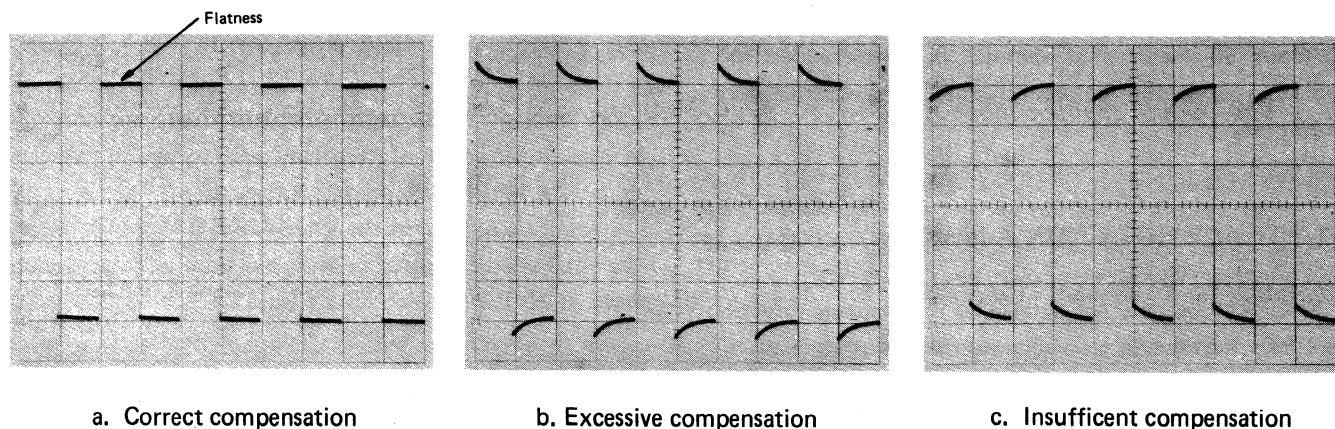 Flatness
a. Correct compensation
b. Excessive compensation
c. Insufficent compensation